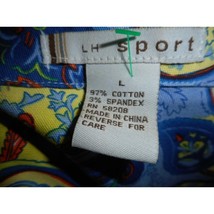 LH sport
L
97% COTTON
3% SPANDEX
RN 58208
MADE IN CHINA
REVERSE FOR
CARE